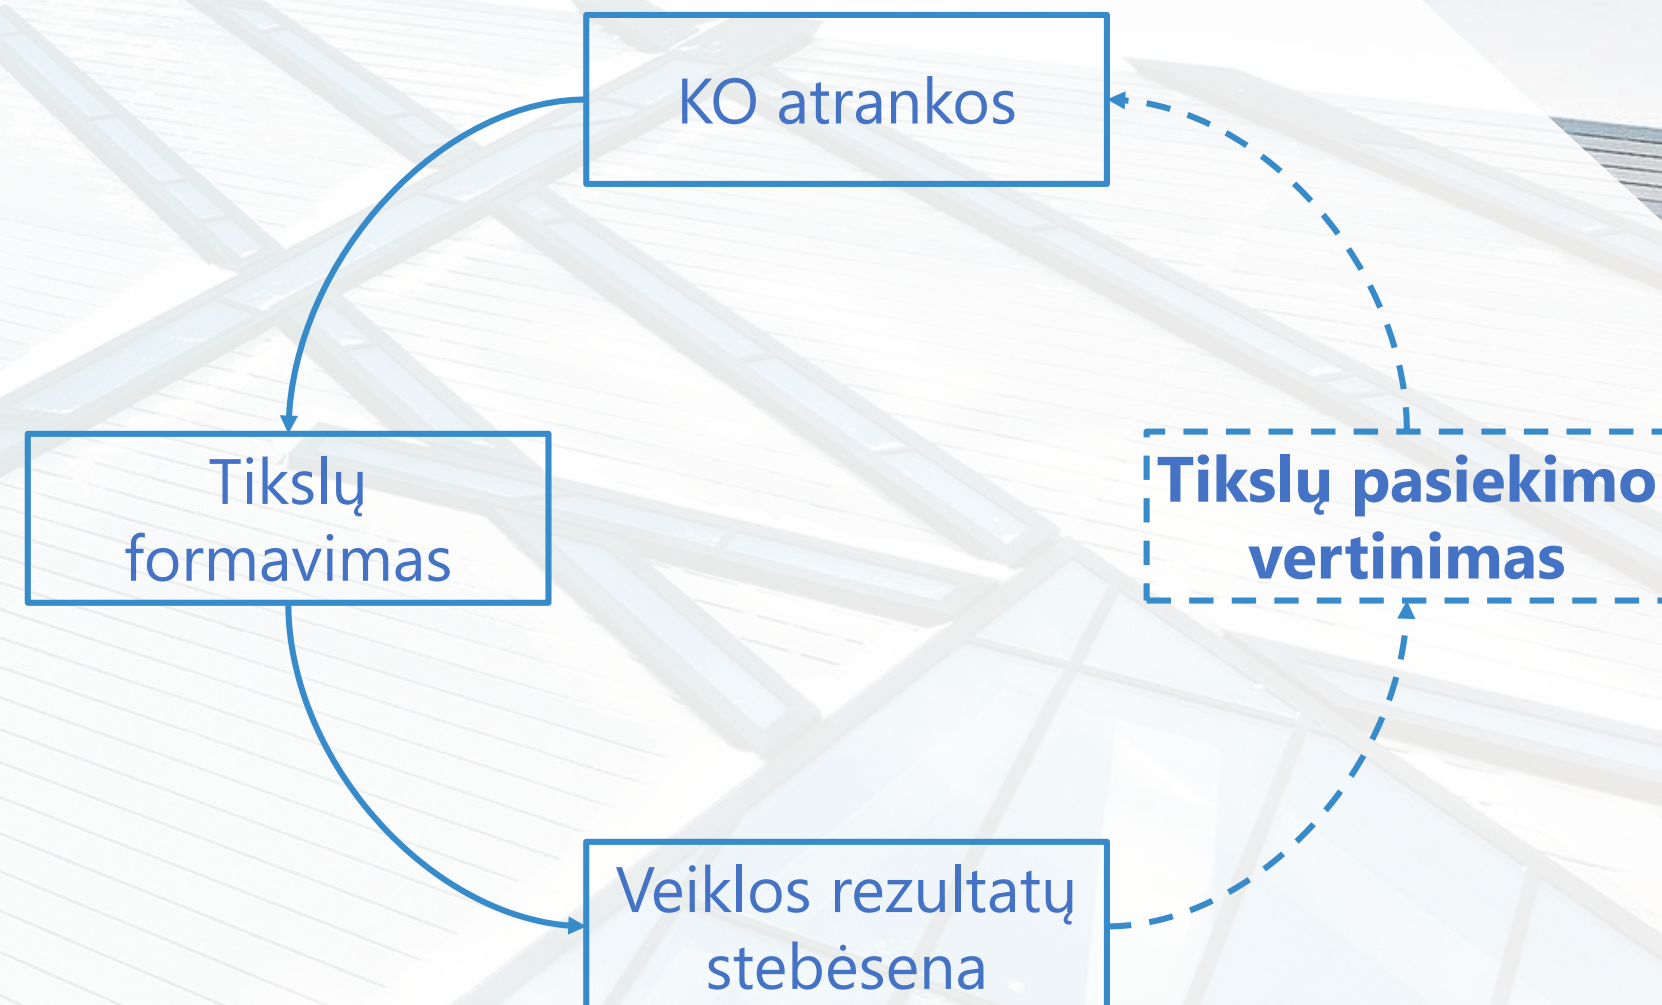 KO atrankos
Tikslų
formavimas
Tikslų pasiekimo
vertinimas
Veiklos rezultatų
stebėsena